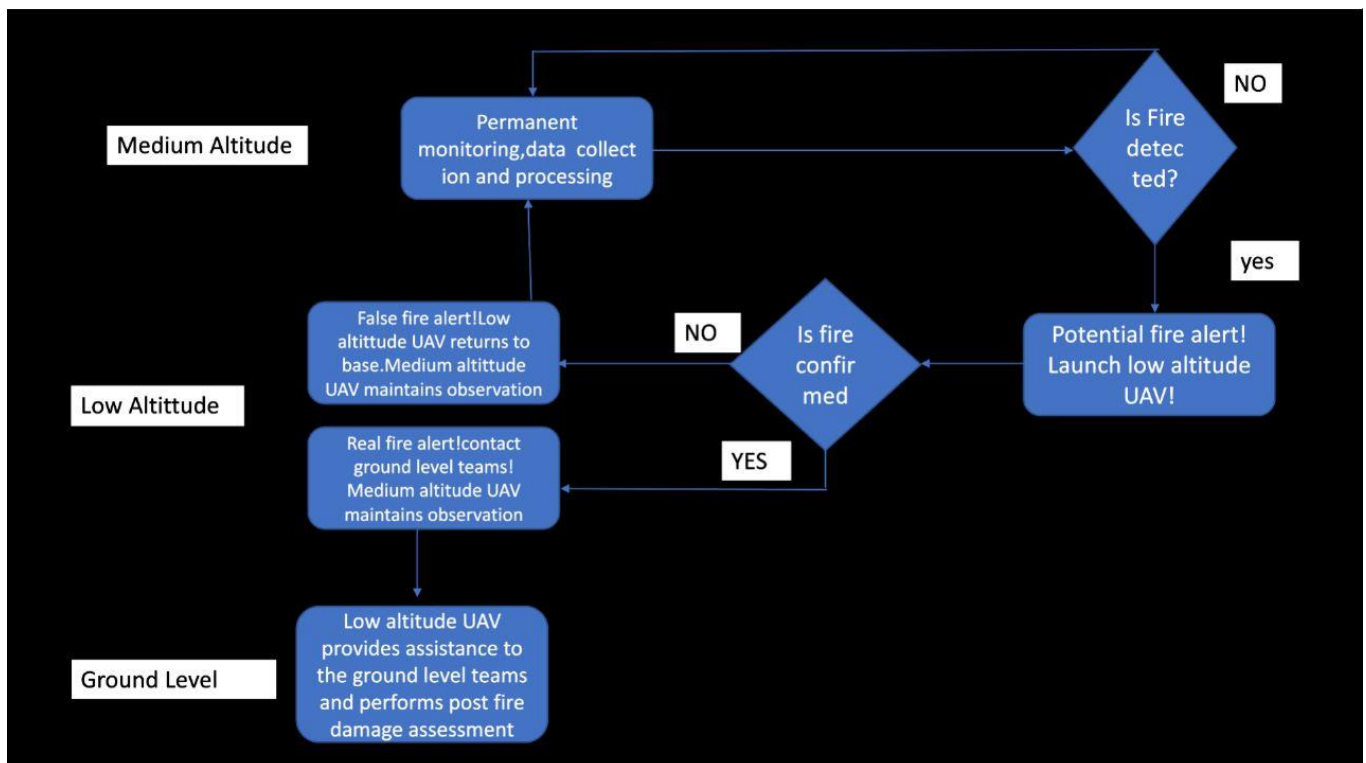 NO
Medium Altitude
Permanent
monitoring,data collect
ion and processing
Is Fire
detec
ted?
yes
False fire alert!Low
altittude UAV returns to
base.Medium altittude
UAV maintains observation
NO
Is fire
confir
med
Potential fire alert!
Launch low altitude
UAV!
Low Altittude
Real fire alert!contact
ground level teams!
Medium altitude UAV
maintains observation
YES
Ground Level
Low altitude UAV
provides assistance to
the ground level teams
and performs post fire
damage assessment